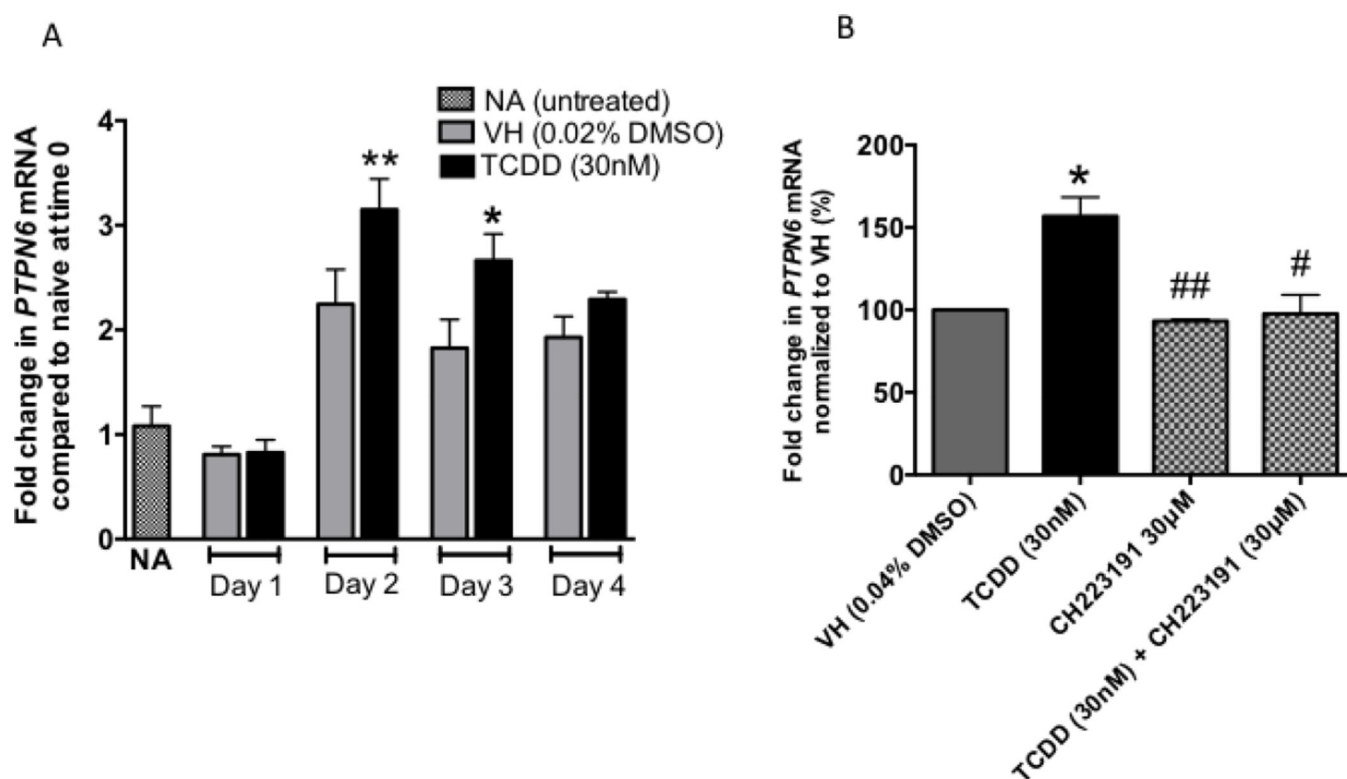 A
Fold change in PTPN6 mRNA
compared to naive at time 0
4
3
2
1
0
NA (untreated)
VH (0.02% DMSO)
TCDD (30nM)
**
*
NA
Day 1
Day 2
Day 3
Day 4
B
Fold change in PTPN6 mRNA
normalized to VH (%)
200
150
100
50
0
*
##
#
VH (0.04% DMSO)
TCDD (30nM)
CH223191 30µM
TCDD (30nM) + CH223191 (30µM)